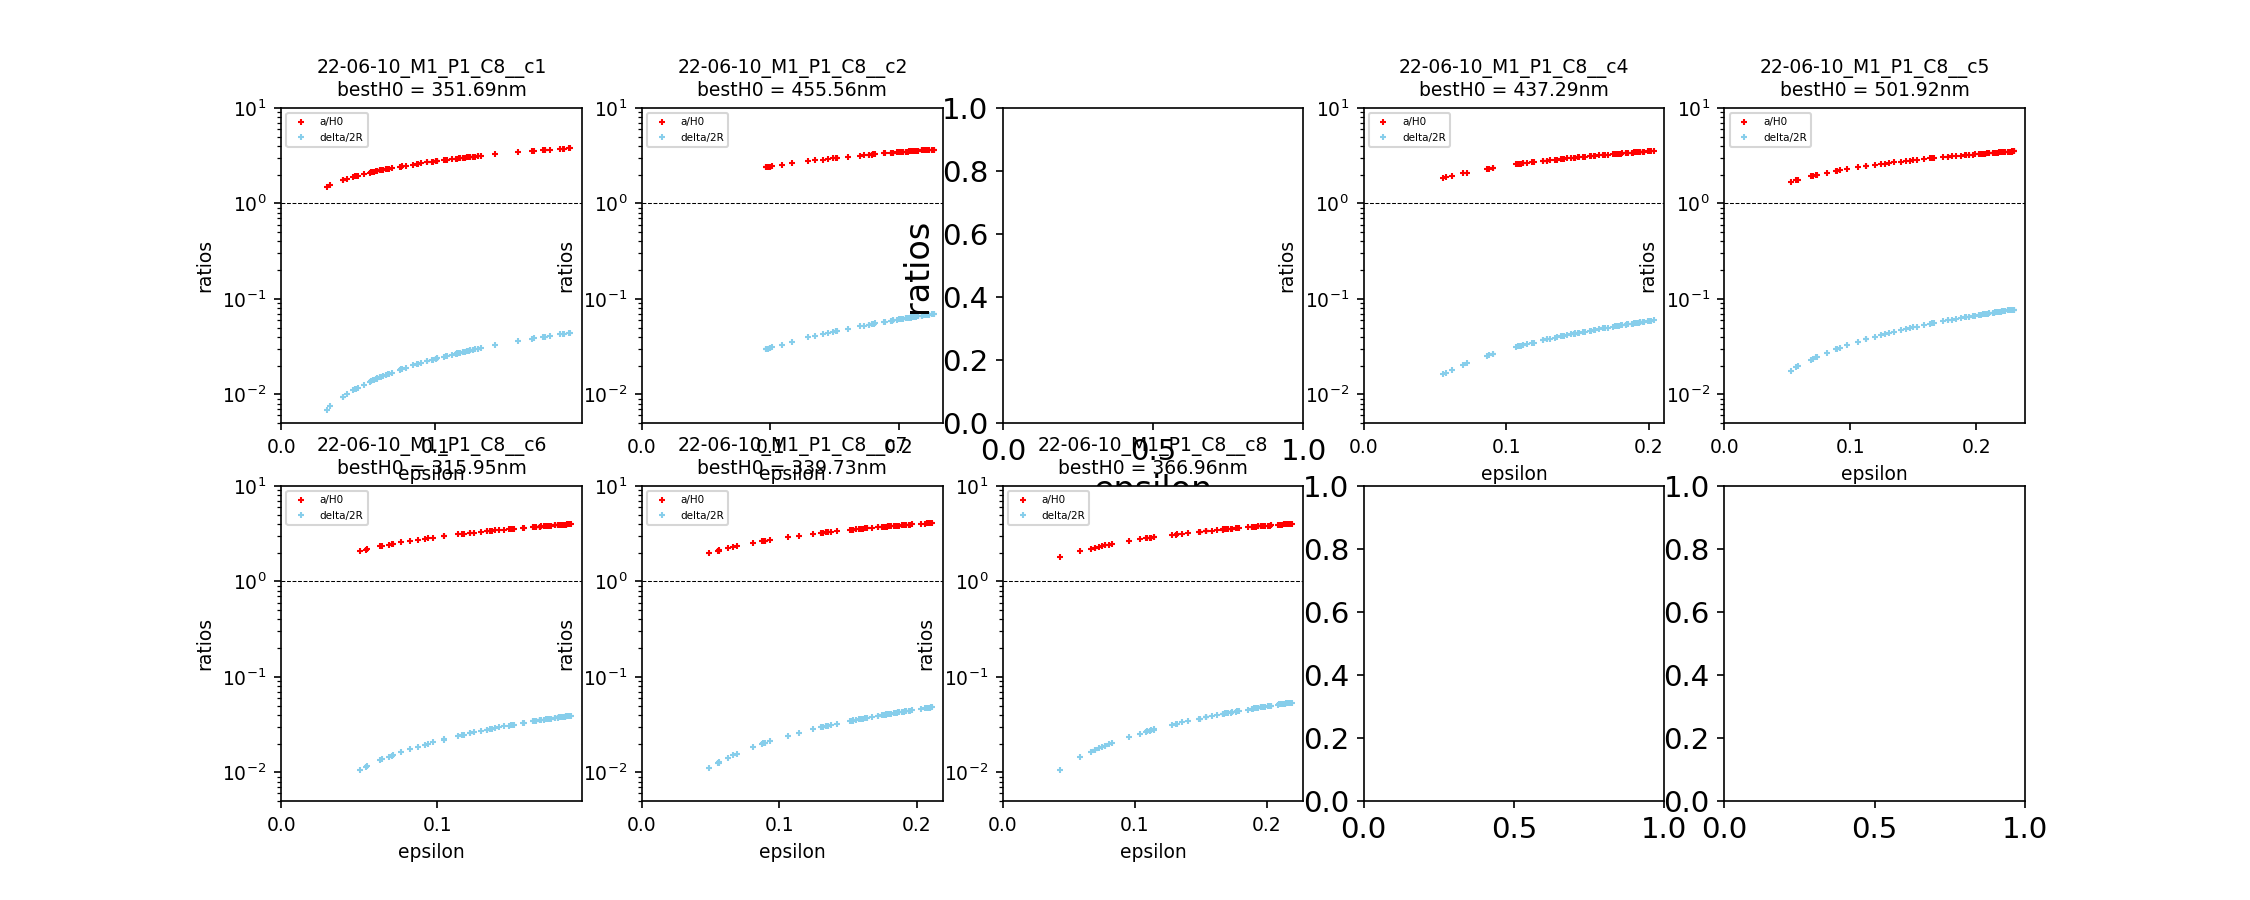 22-06-10_M1_P1_C8__c1
bestH0 = 351.69nm
10¹
10⁰
10⁻¹
10⁻²
a/H0
delta/2R
ratios
0.0
0.1
epsilon
22-06-10_M1_P1_C8__c2
bestH0 = 455.56nm
10¹
10⁰
10⁻¹
10⁻²
a/H0
delta/2R
ratios
0.0
0.1
0.2
epsilon
1.0
0.8
0.6
0.4
0.2
0.0
ratios
0.0
0.5
1.0
epsilon
22-06-10_M1_P1_C8__c4
bestH0 = 437.29nm
10¹
10⁰
10⁻¹
10⁻²
a/H0
delta/2R
ratios
0.0
0.1
0.2
epsilon
22-06-10_M1_P1_C8__c5
bestH0 = 501.92nm
10¹
10⁰
10⁻¹
10⁻²
a/H0
delta/2R
ratios
0.0
0.1
0.2
epsilon
22-06-10_M1_P1_C8__c6
bestH0 = 315.95nm
10¹
10⁰
10⁻¹
10⁻²
a/H0
delta/2R
ratios
0.0
0.1
epsilon
22-06-10_M1_P1_C8__c7
bestH0 = 339.73nm
10¹
10⁰
10⁻¹
10⁻²
a/H0
delta/2R
ratios
0.0
0.1
0.2
epsilon
22-06-10_M1_P1_C8__c8
bestH0 = 366.96nm
10¹
10⁰
10⁻¹
10⁻²
a/H0
delta/2R
ratios
0.0
0.1
0.2
epsilon
1.0
0.8
0.6
0.4
0.2
0.0
0.0
0.5
1.0
1.0
0.8
0.6
0.4
0.2
0.0
0.0
0.5
1.0